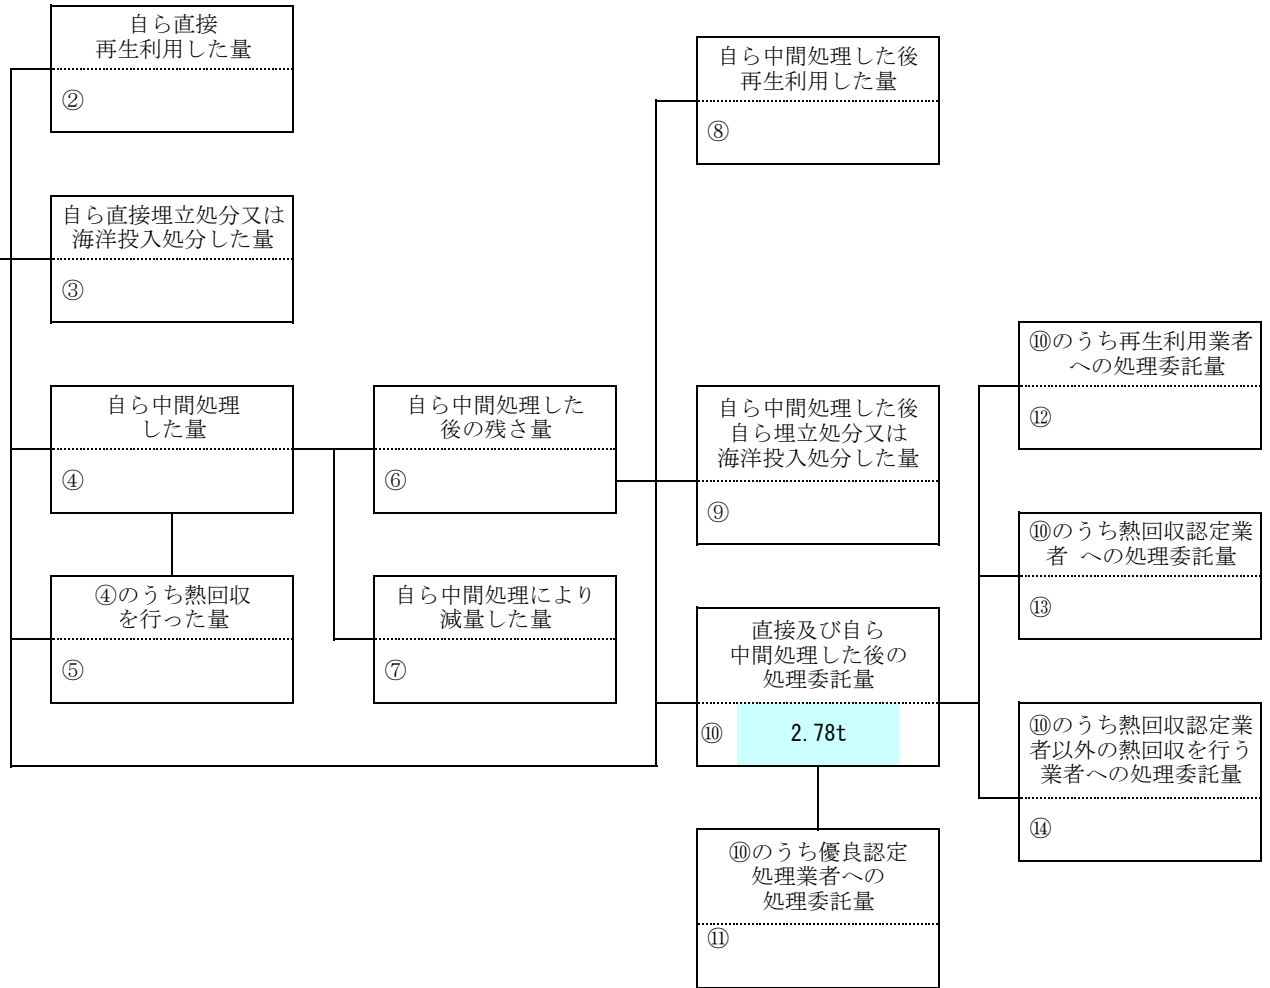 自ら直接
再生利用した量
②
自ら中間処理した後
再生利用した量
⑧
自ら直接埋立処分又は
海洋投入処分した量
③
自ら中間処理
した量
④
自ら中間処理した
後の残さ量
⑥
自ら中間処理した後
自ら埋立処分又は
海洋投入処分した量
⑨
⑩のうち再生利用業者
への処理委託量
⑫
④のうち熱回収
を行った量
⑤
自ら中間処理により
減量した量
⑦
直接及び自ら
中間処理した後の
処理委託量
⑩ 2.78t
⑩のうち熱回収認定業
者 への処理委託量
⑬
⑩のうち熱回収認定業
者以外の熱回収を行う
業者への処理委託量
⑭
⑩のうち優良認定
処理業者への
処理委託量
⑪